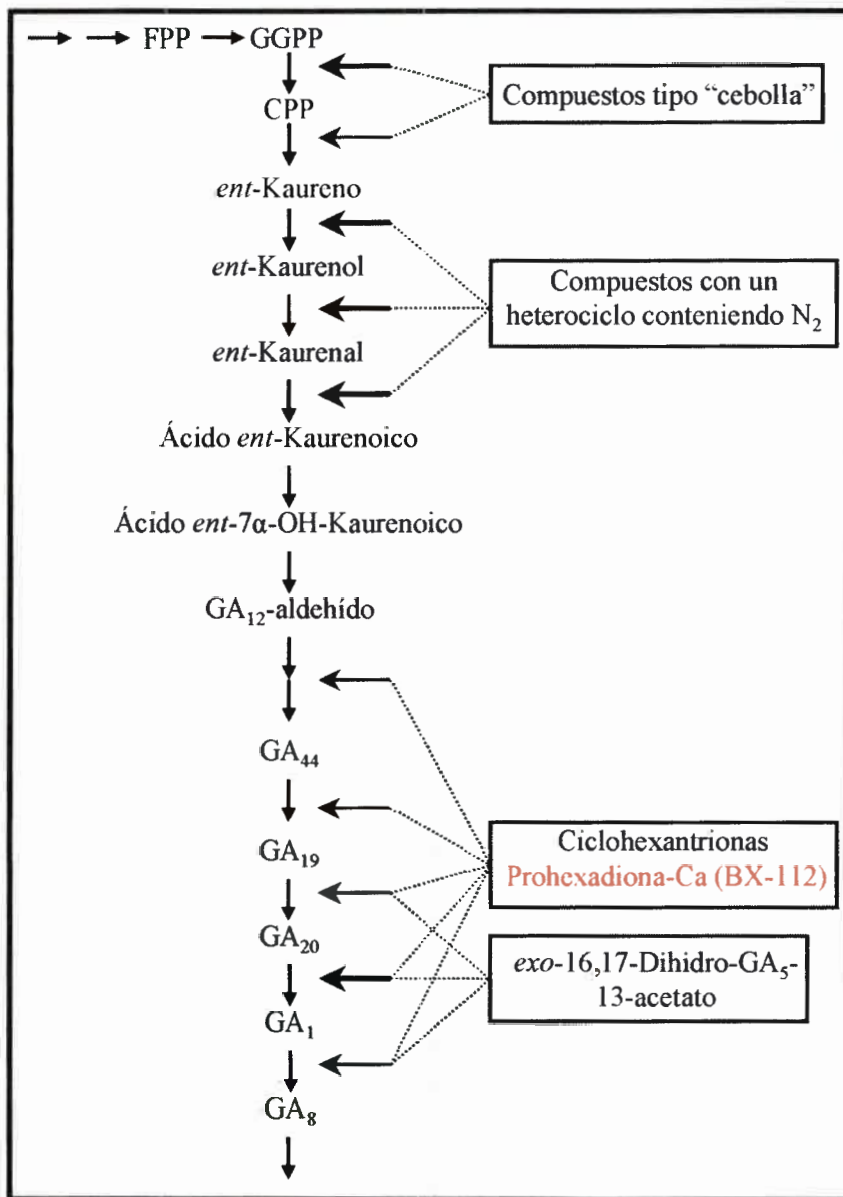 FPP GGPP
Compuestos tipo “cebolla”
CPP
ent-Kaureno
ent-Kaurenol
Compuestos con un
heterociclo conteniendo N₂
ent-Kaurenal
Ácido ent-Kaurenoico
Ácido ent-7α-OH-Kaurenoico
GA₁₂-aldehído
GA₄₄
GA₁₉
Ciclohexantrionas
Prohexadiona-Ca (BX-112)
GA₂₀
exo-16,17-Dihidro-GA₅-
13-acetato
GA₁
GA₈